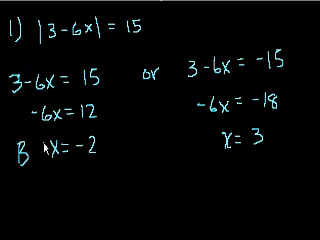 1) |3-6x| = 15
3-6x = 15 or 3-6x = -15
-6x = 12 -6x = -18
B x = -2 x = 3